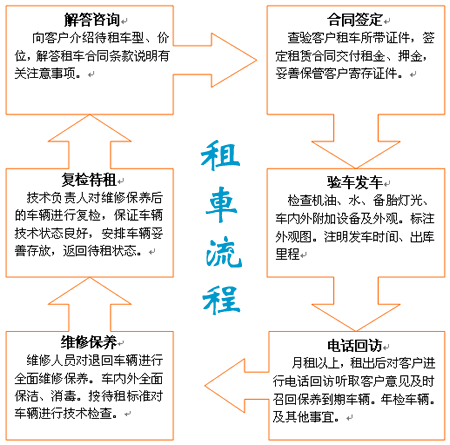 解答咨询
向客户介绍待租车型、价
位，解答租车合同条款说明有
关注意事项。
合同签定
查验客户租车所带证件，签
定租赁合同交付租金、押金，
妥善保管客户寄存证件。
验车发车
检查机油、水、备胎灯光、
车内外附加设备及外观。标注
外观图。注明发车时间、出库
里程
电话回访
月租以上，租出后对客户进
行电话回访听取客户意见及时
召回保养到期车辆。年检车辆。
及其他事宜。
维修保养
维修人员对退回车辆进行
全面维修保养。车内外全面
保洁、消毒。按待租标准对
车辆进行技术检查。
复检待租
技术负责人对维修保养后
的车辆进行复检，保证车辆
技术状态良好，安排车辆妥
善存放，返回待租状态。
租
車
流
程